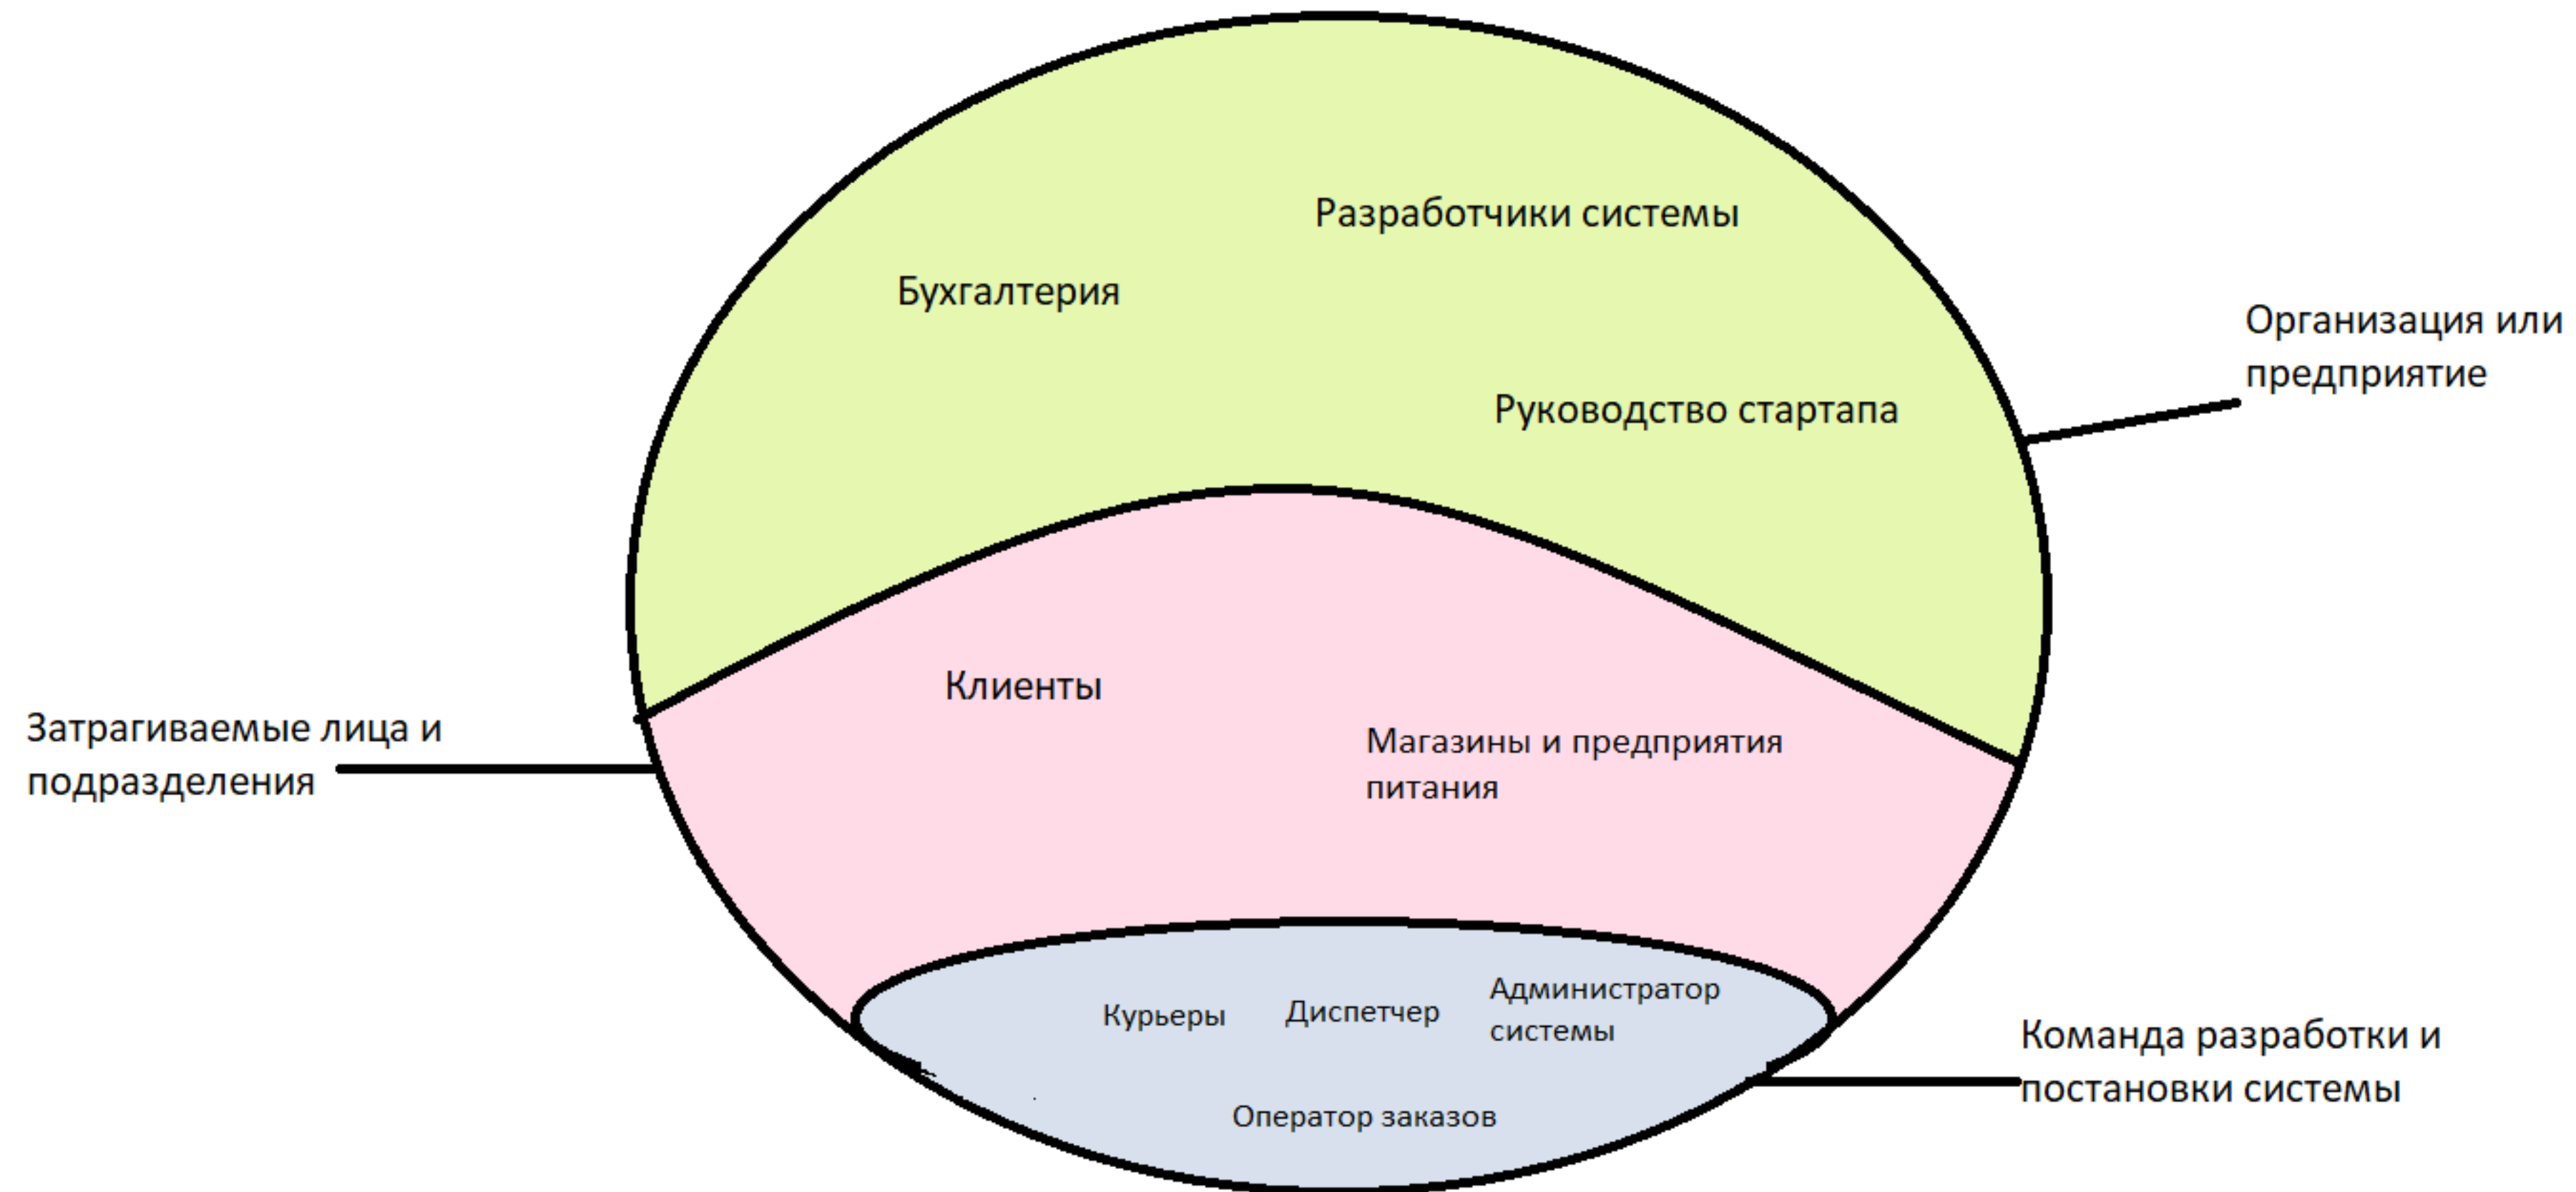 Разработчики системы
Бухгалтерия
Организация или
предприятие
Руководство стартапа
Клиенты
Затрагиваемые лица и
подразделения
Магазины и предприятия
питания
Курьеры
Диспетчер
Администратор
системы
Команда разработки и
постановки системы
Оператор заказов